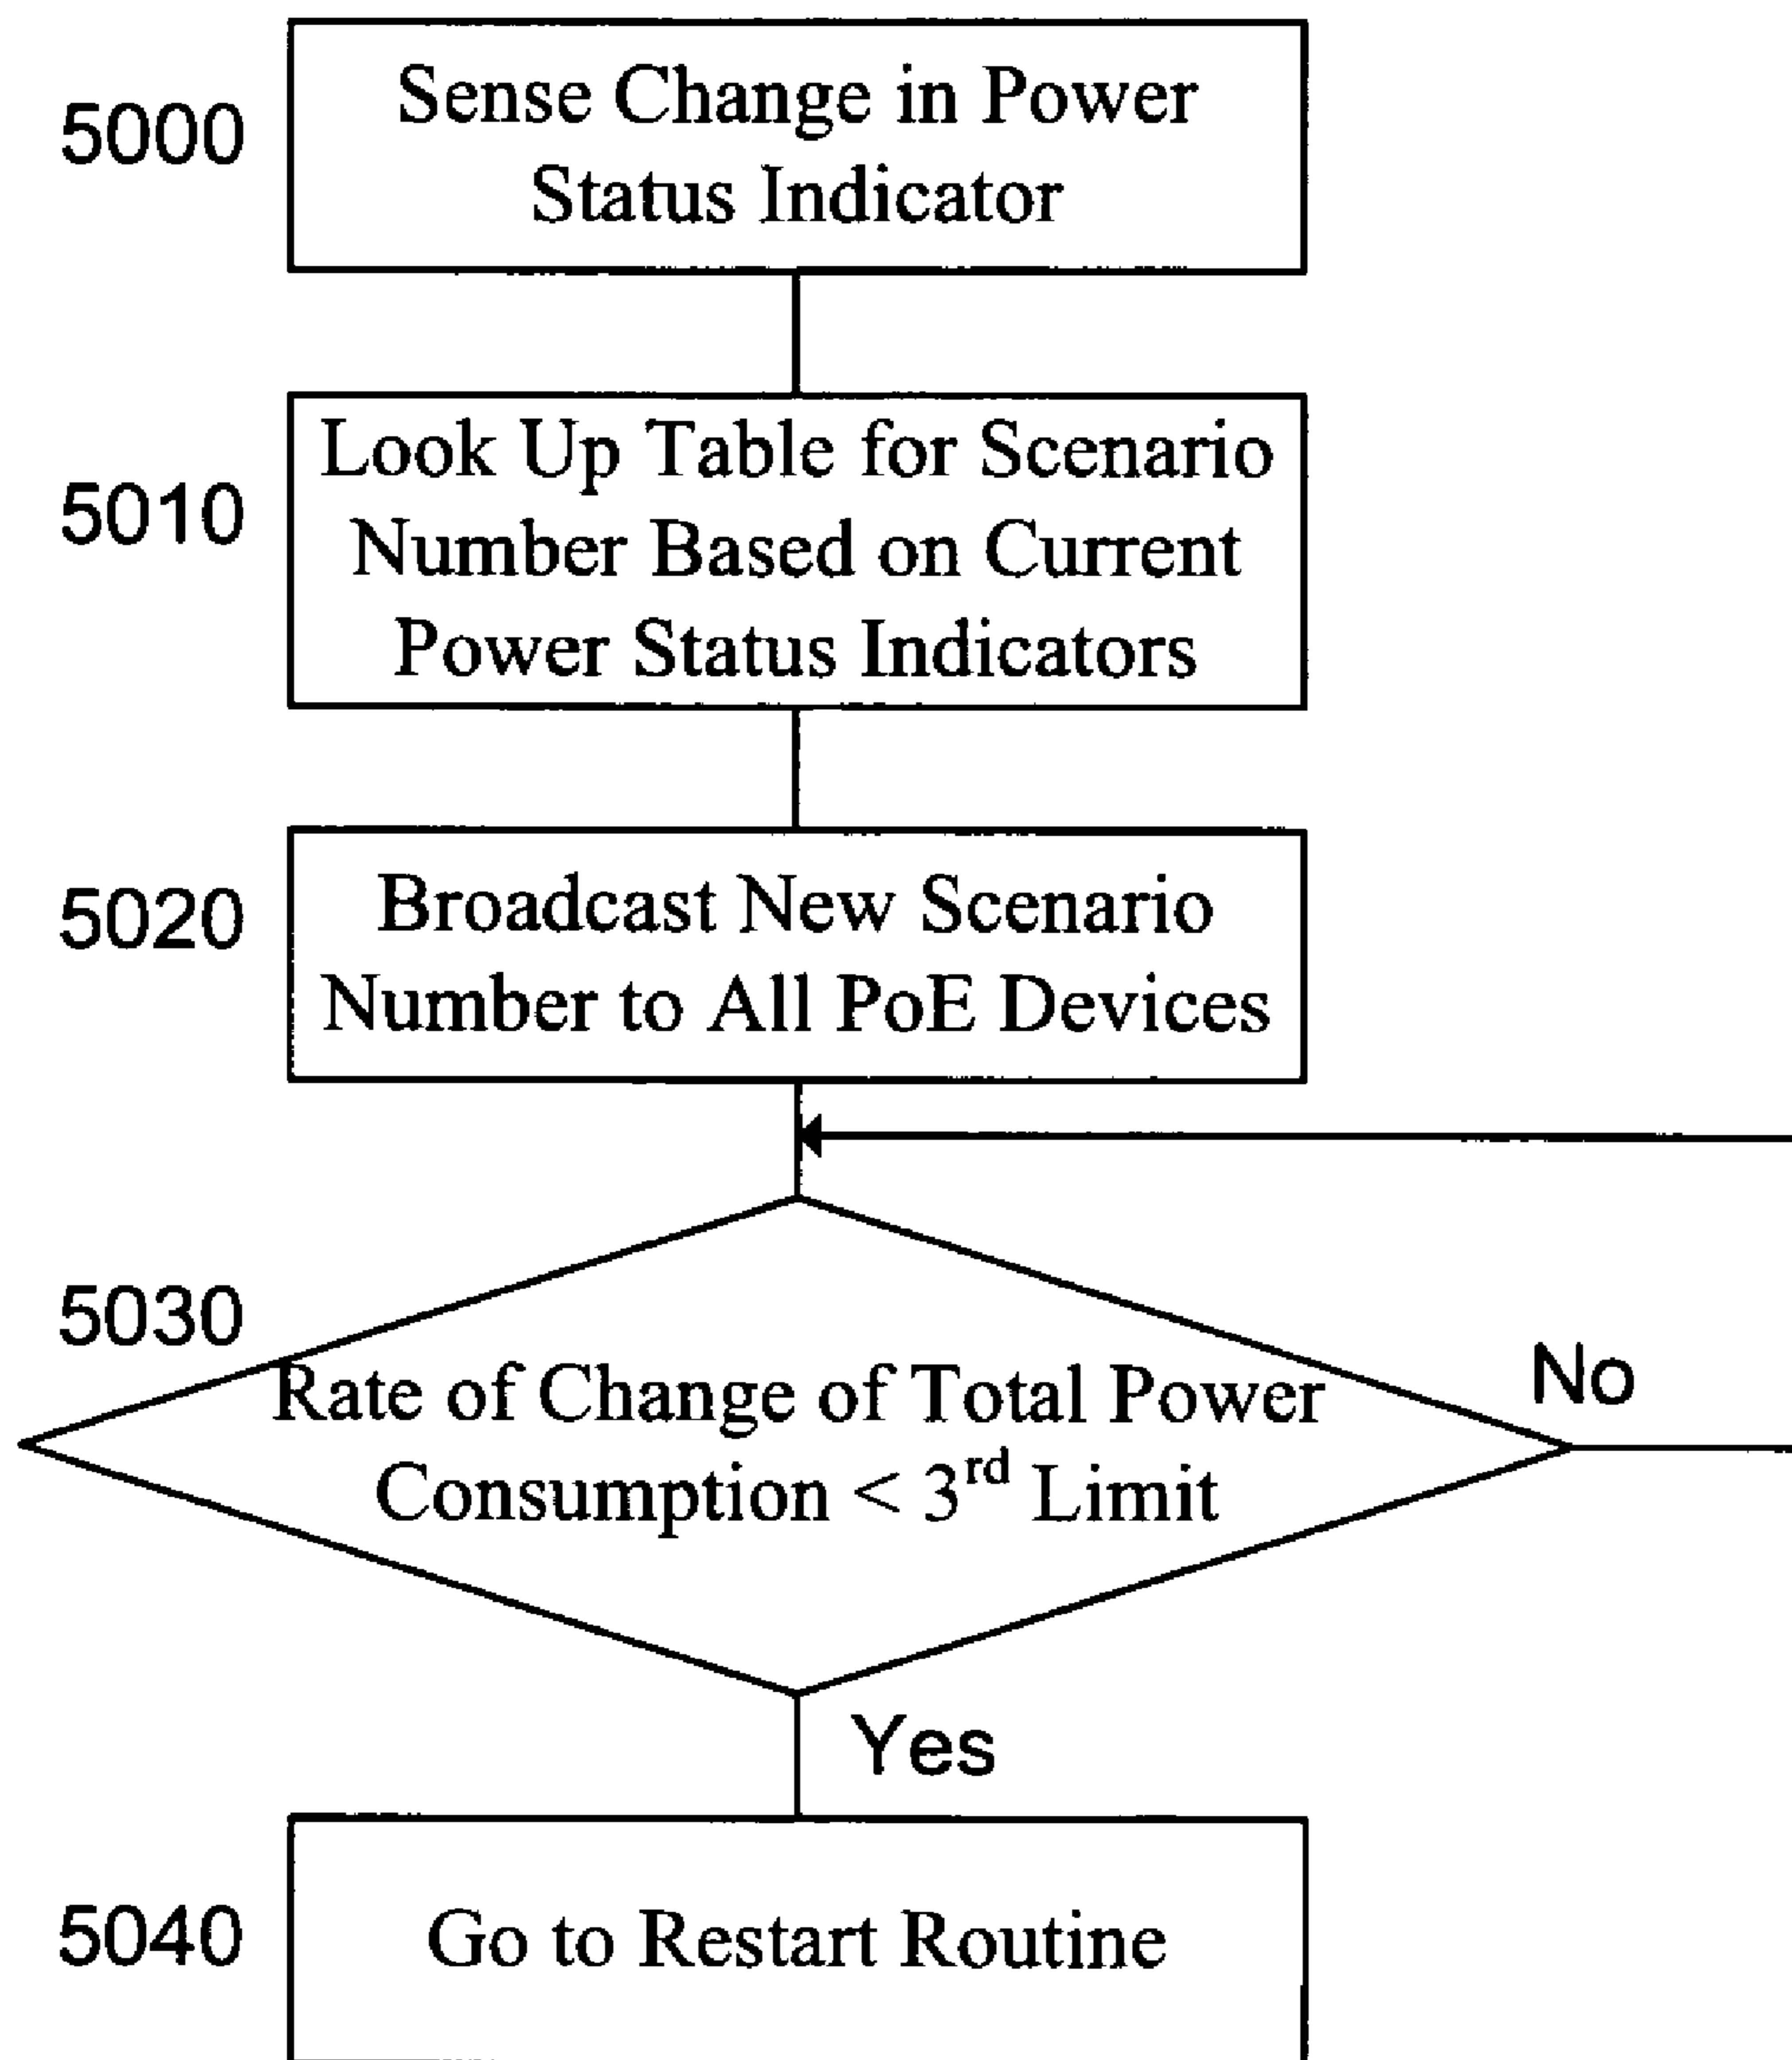 5000
Sense Change in Power
Status Indicator
5010
Look Up Table for Scenario
Number Based on Current
Power Status Indicators
5020
Broadcast New Scenario
Number to All PoE Devices
5030
Rate of Change of Total Power
Consumption < 3rd Limit
No
Yes
5040
Go to Restart Routine